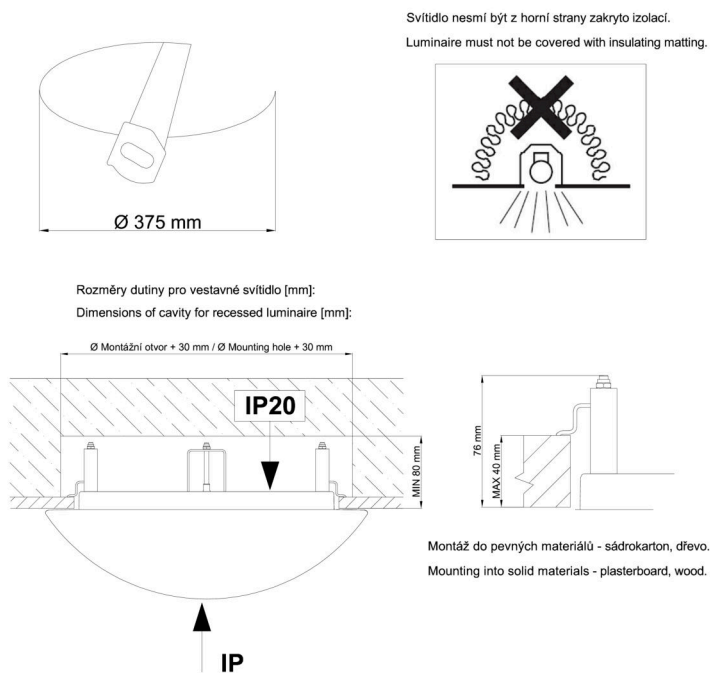 Svítidlo nesmí být z horní strany zakryto izolací.
Luminaire must not be covered with insulating matting.
Ø 375 mm
Rozměry dutiny pro vestavné svítidlo [mm]:
Dimensions of cavity for recessed luminaire [mm]:
Ø Montážní otvor + 30 mm / Ø Mounting hole + 30 mm
IP20
MIN 80 mm
76 mm
MAX 40 mm
Montáž do pevných materiálů - sádrokarton, dřevo.
Mounting into solid materials - plasterboard, wood.
IP